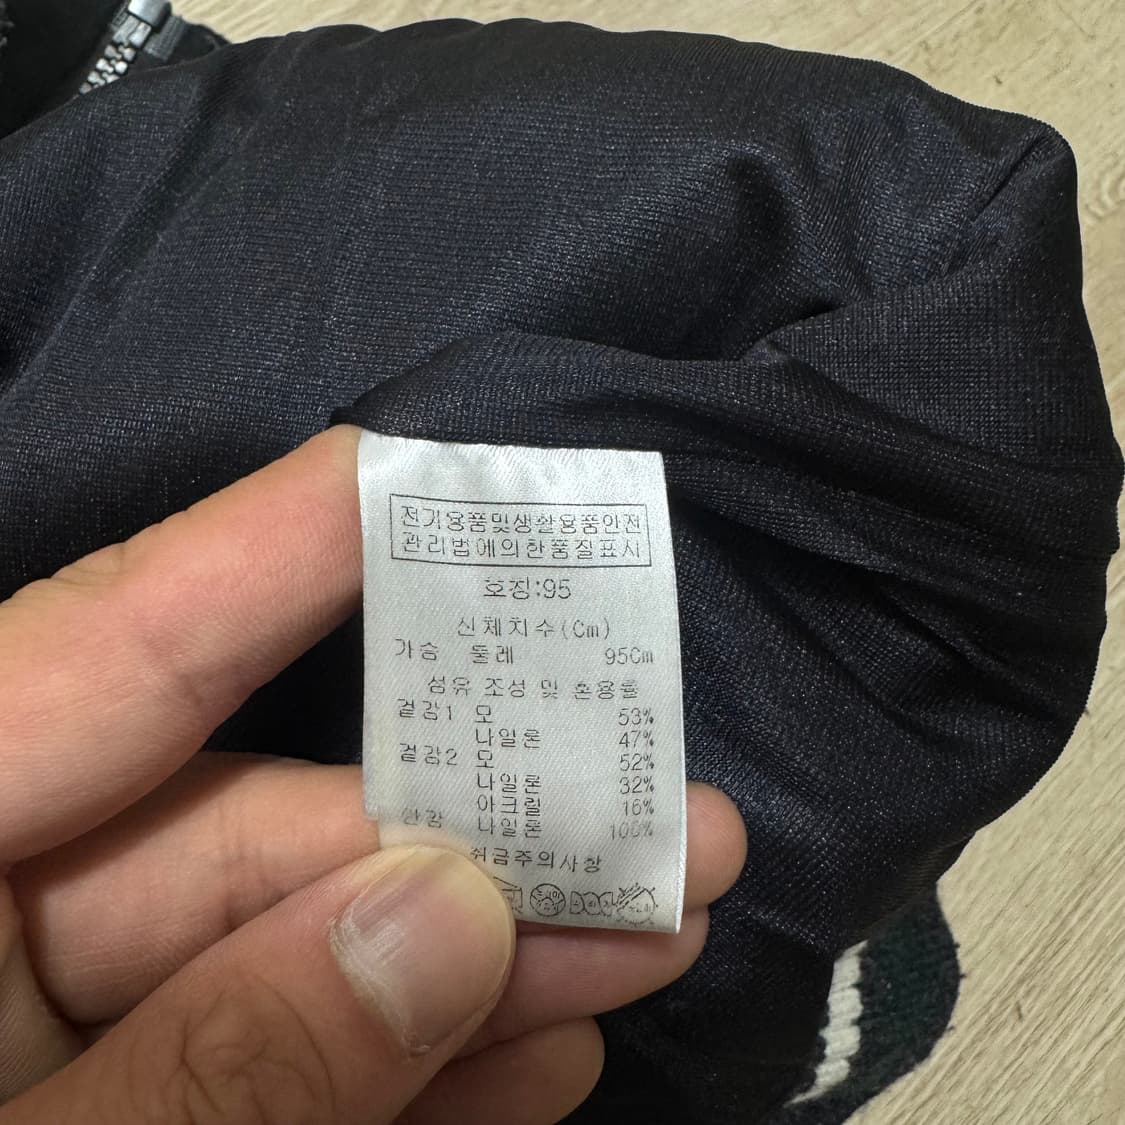 전기용품및생활용품안전
관리법에의한품질표시
호칭:95
신체치수(Cm)
가슴 둘레 95Cm
섬유 조성 및 혼용률
겉감1 모 53%
나일론 47%
겉감2 모 52%
나일론 32%
아크릴 16%
안감 나일론 100%
취급주의사항